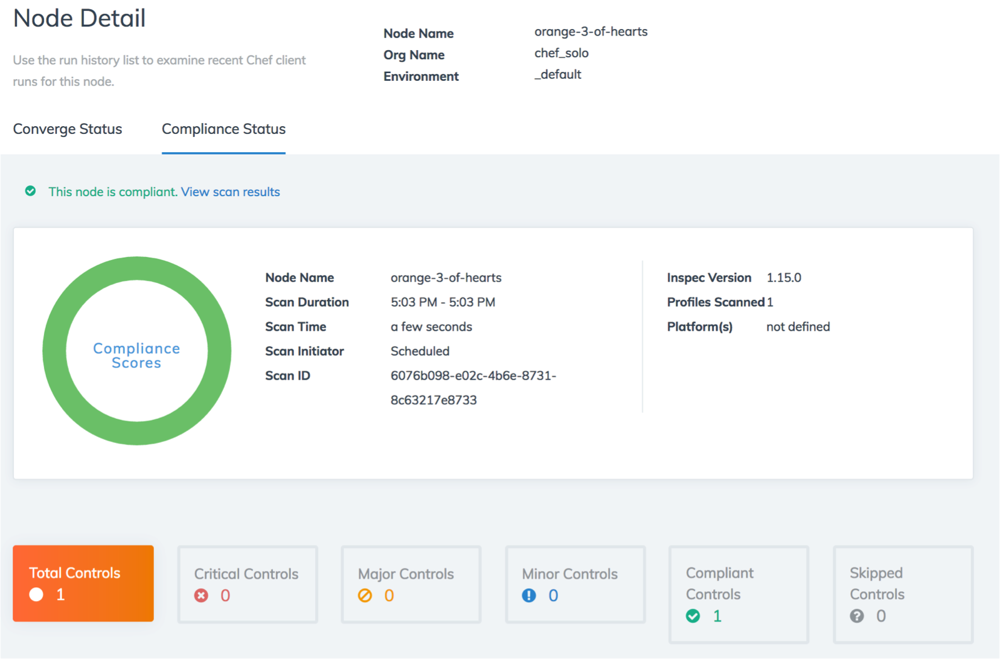 Node Detail
Use the run history list to examine recent Chef client
runs for this node.
Node Name orange-3-of-hearts
Org Name chef_solo
Environment _default
Converge Status Compliance Status
This node is compliant. View scan results
Compliance
Scores
Node Name orange-3-of-hearts
Scan Duration 5:03 PM - 5:03 PM
Scan Time a few seconds
Scan Initiator Scheduled
Scan ID 6076b098-e02c-4b6e-8731-
8c63217e8733
Inspec Version 1.15.0
Profiles Scanned 1
Platform(s) not defined
Total Controls
1
Critical Controls
0
Major Controls
0
Minor Controls
0
Compliant
Controls
1
Skipped
Controls
0